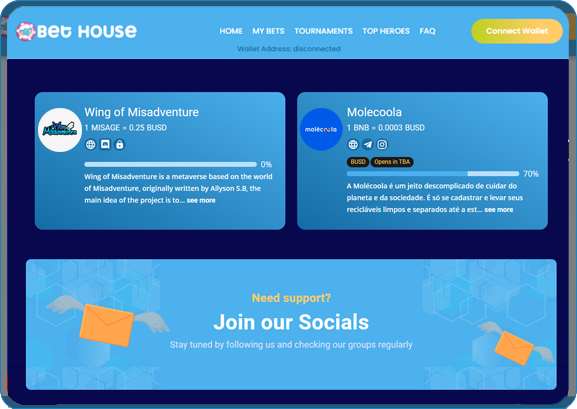 Bet House
HOME MY BETS TOURNAMENTS TOP HEROES FAQ
Connect Wallet
Wallet Address: disconnected
Wing of Misadventure
1 MISAGE = 0.25 BUSD
0%
Wing of Misadventure is a metaverse based on the world
of Misadventure, originally written by Allyson S.B, the
main idea of the project is to... see more
Molecoola
molécoola
1 BNB = 0.0003 BUSD
BUSD Opens in TBA
70%
A Molécoola é um jeito descomplicado de cuidar do
planeta e da sociedade. É só se cadastrar e levar seus
recicláveis limpos e separados até a est... see more
Need support?
Join our Socials
Stay tuned by following us and checking our groups regularly